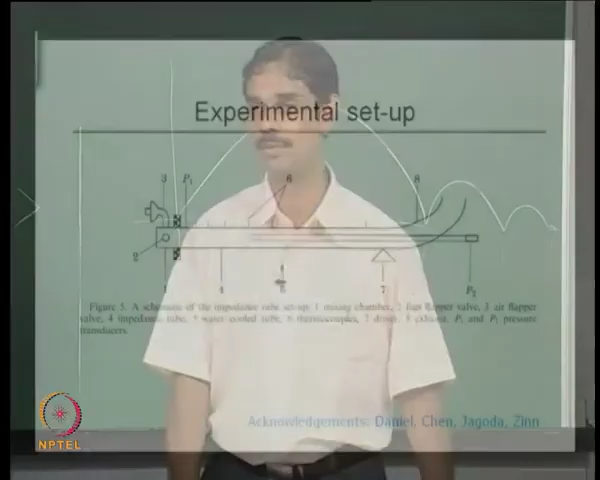 Experimental set-up
3 P₁ 6 8
2
4 5 7 P₂
Figure 5. A schematic of the impedance tube set-up: 1 mixing chamber, 2 fuel flapper valve, 3 air flapper
valve, 4 impedance tube, 5 water cooled tube, 6 thermocouples, 7 driver, 8 exhaust, P₁ and P₂ pressure
transducers.
Acknowledgements: Daniel, Chen, Jagoda, Zinn
NPTEL